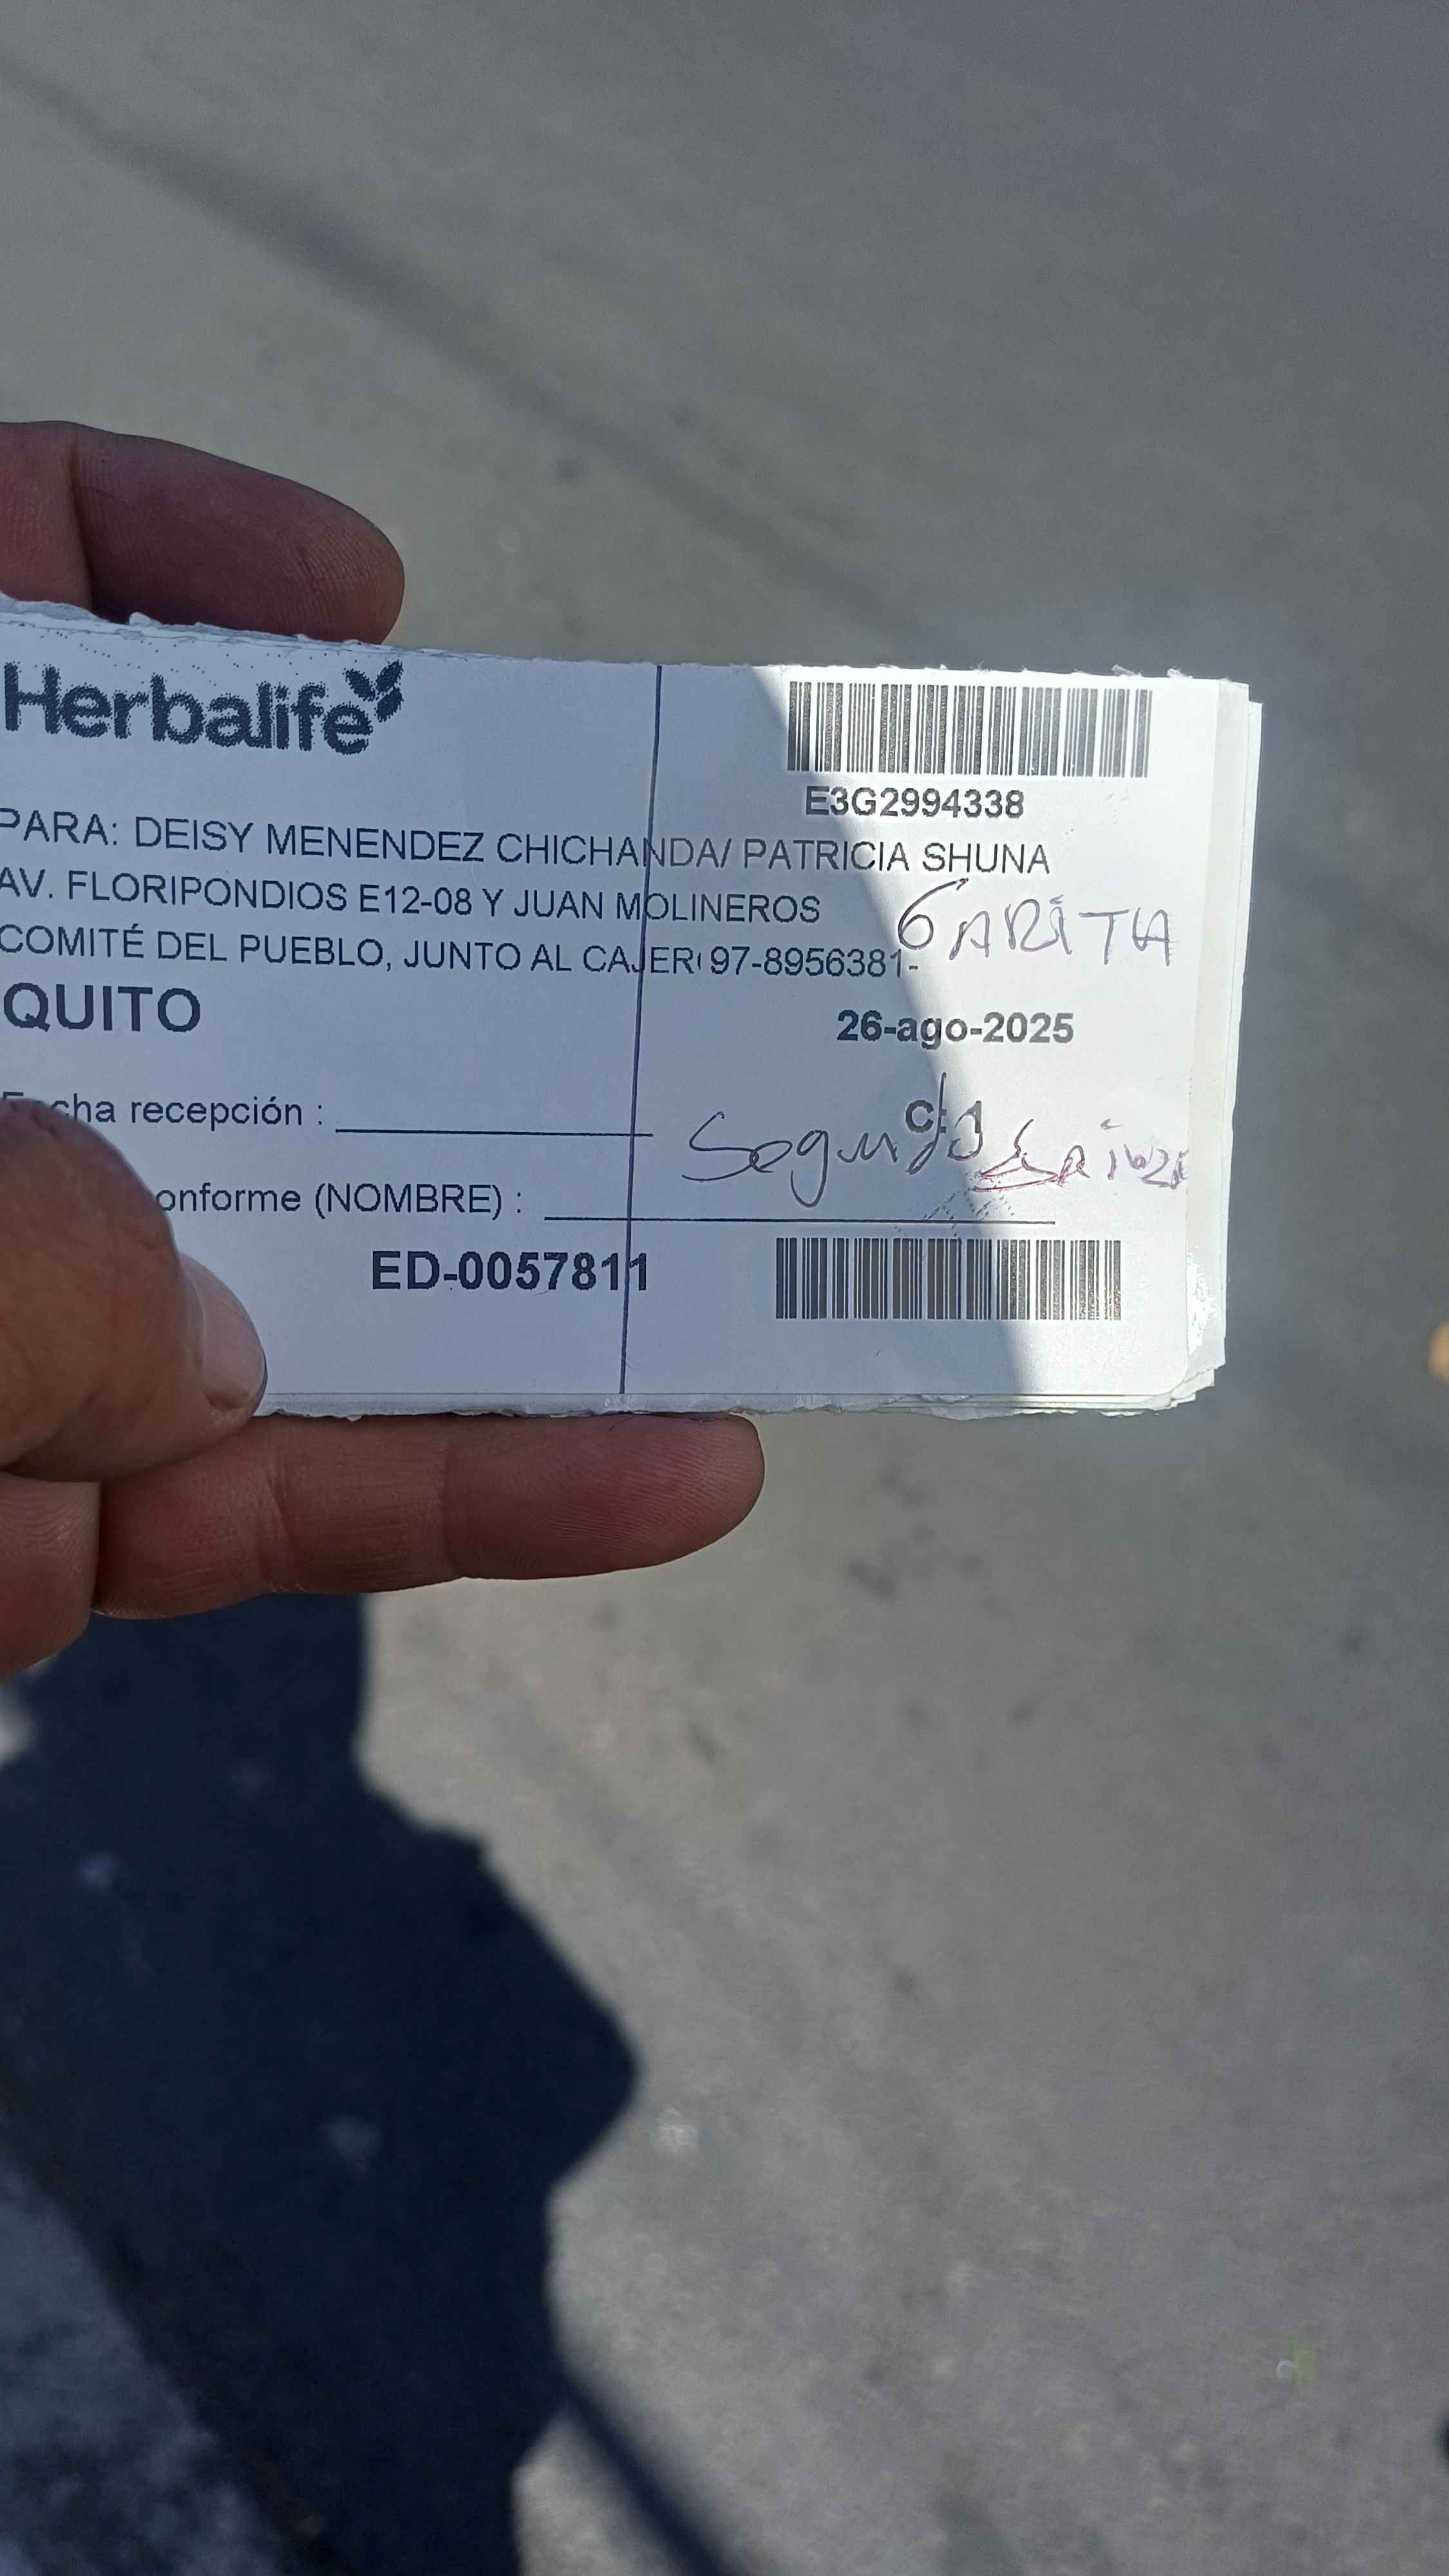 Herbalife
E3G2994338
PARA: DEISY MENENDEZ CHICHANDA/ PATRICIA SHUNA
AV. FLORIPONDIOS E12-08 Y JUAN MOLINEROS
GARITA
COMITÉ DEL PUEBLO, JUNTO AL CAJER 97-8956381-
QUITO
26-ago-2025
cha recepción :
C: 1
Segundo
onforme (NOMBRE) :
ED-0057811